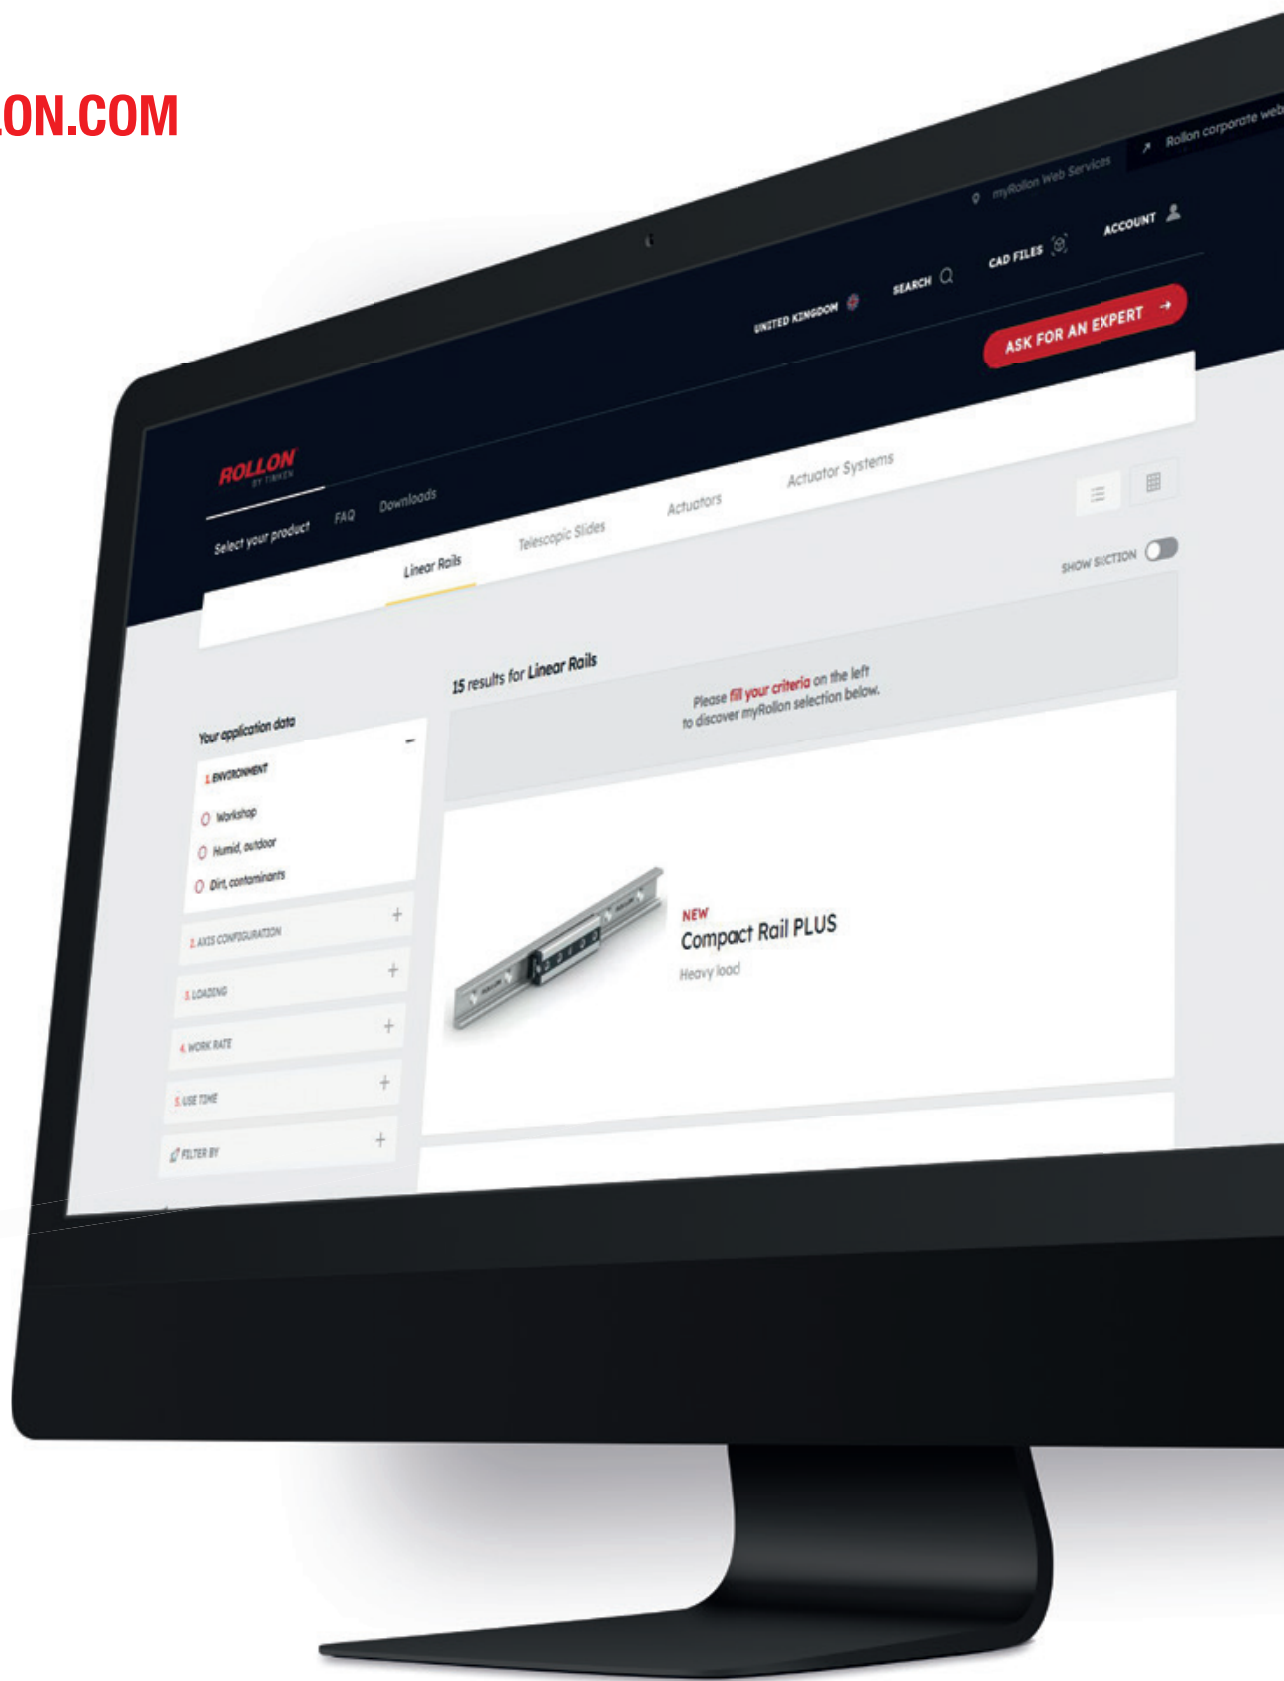 LON.COM
myRollon Web Services
Rollon corporate web
UNITED KINGDOM
SEARCH
CAD FILES
ACCOUNT
ASK FOR AN EXPERT
ROLLON
BY TIMKEN
Select your product
FAQ
Downloads
Linear Rails
Telescopic Slides
Actuators
Actuator Systems
SHOW SECTION
15 results for Linear Rails
Please fill your criteria on the left
to discover myRollon selection below.
Your application data
1. ENVIRONMENT
Workshop
Humid, outdoor
Dirt, contaminants
2. AXIS CONFIGURATION
3. LOADING
4. WORK RATE
5. USE TIME
FILTER BY
NEW
Compact Rail PLUS
Heavy load